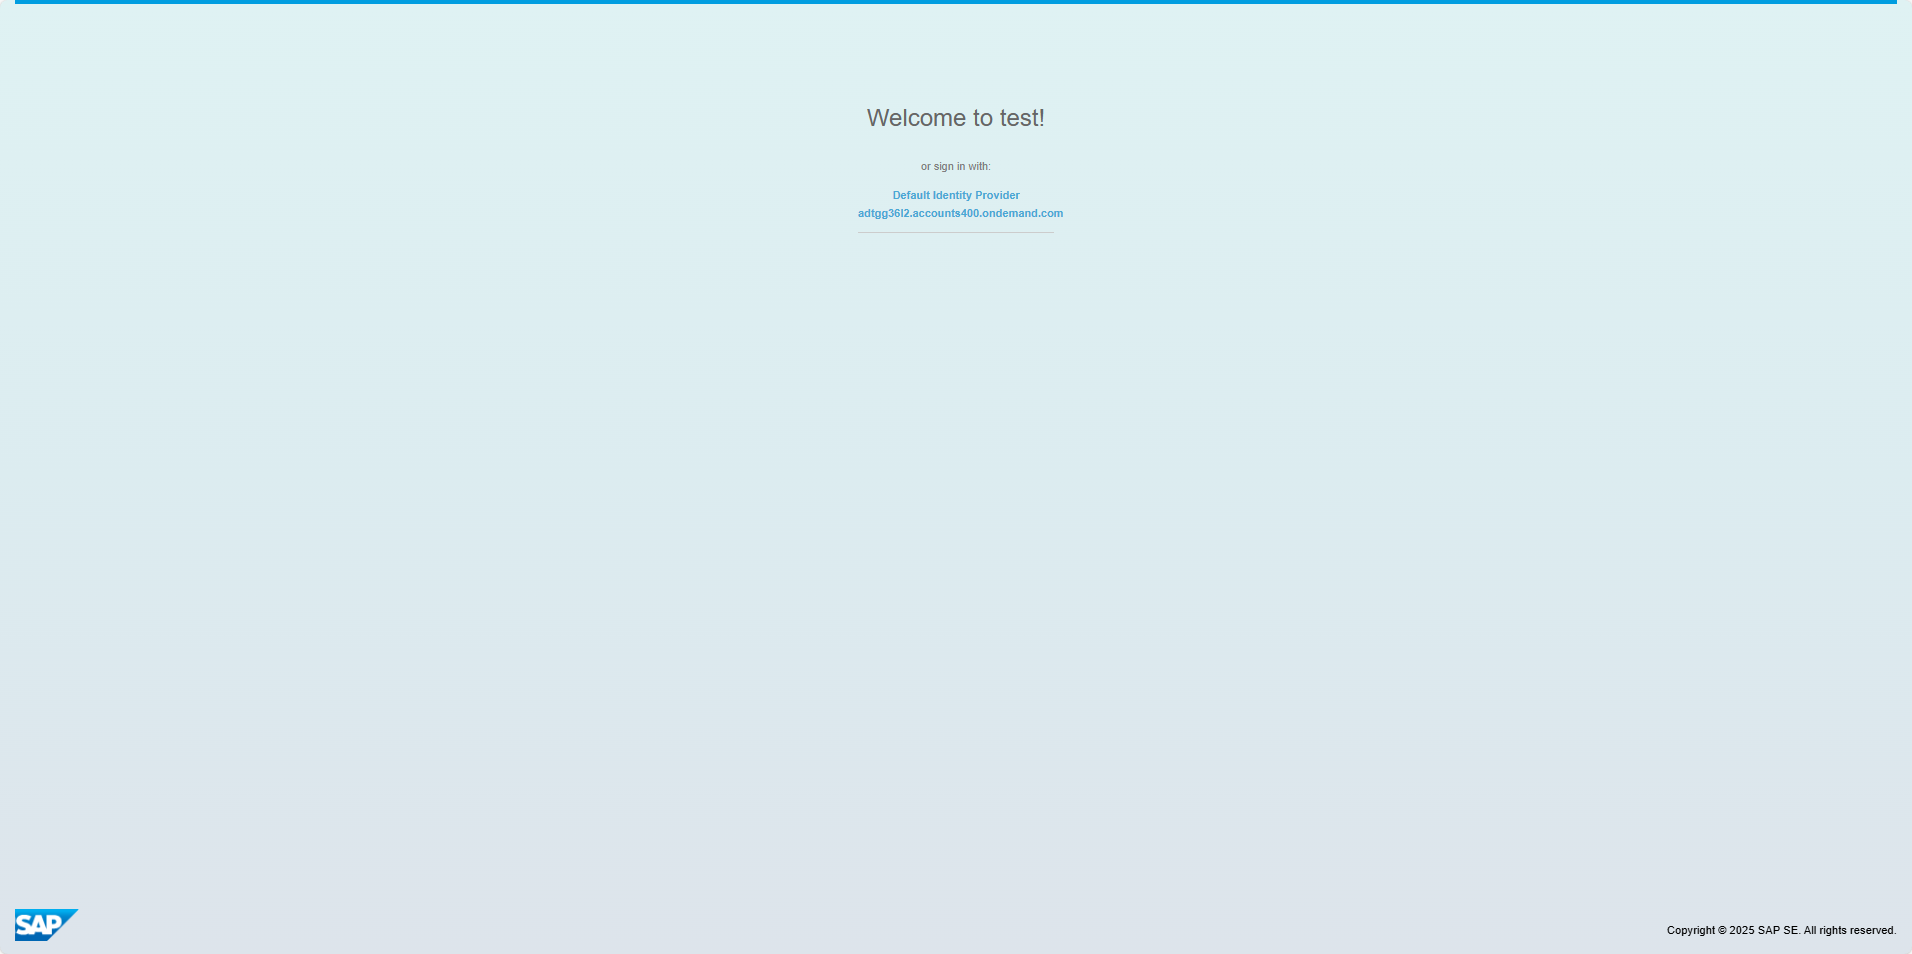 Welcome to test!
or sign in with:
Default Identity Provider
adtgg36l2.accounts400.ondemand.com
SAP
Copyright © 2025 SAP SE. All rights reserved.